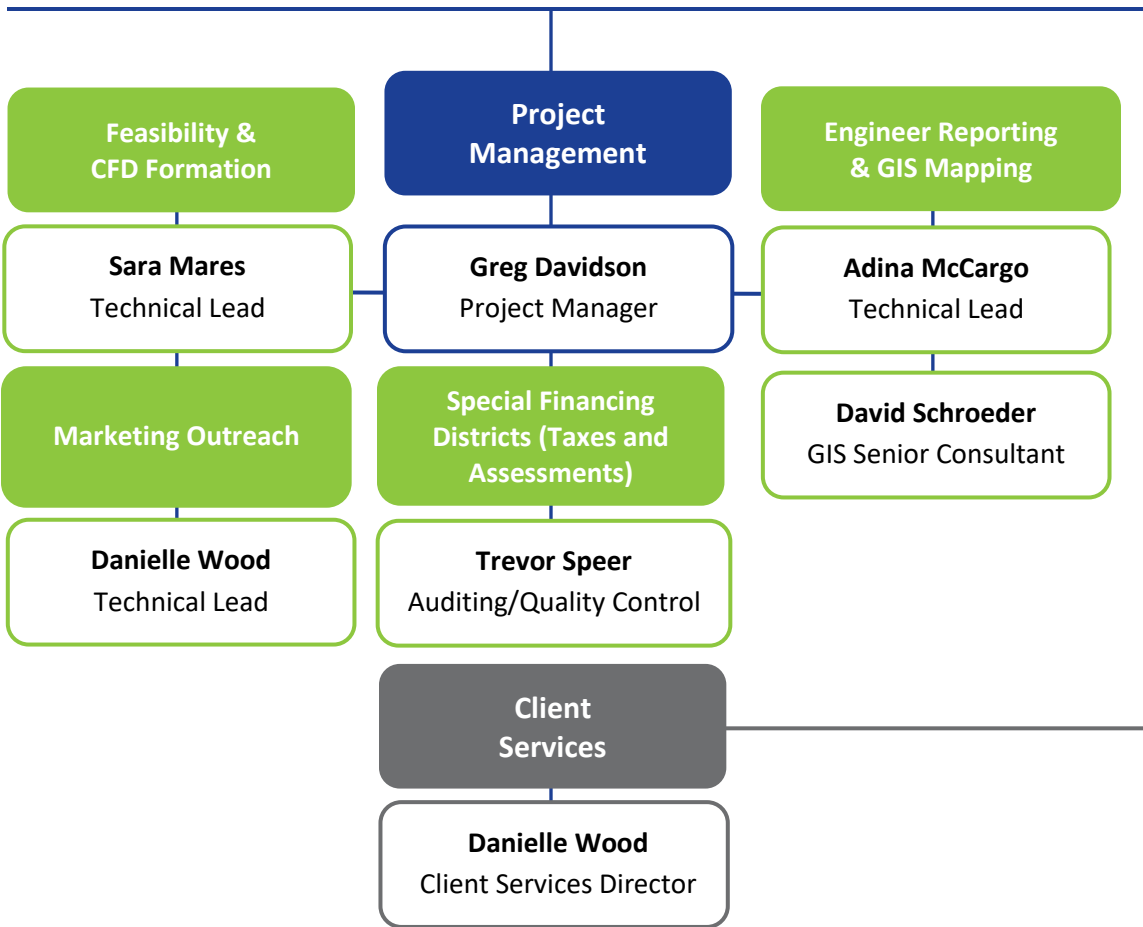 Feasibility &
CFD Formation
Sara Mares
Technical Lead
Marketing Outreach
Danielle Wood
Technical Lead
Project
Management
Greg Davidson
Project Manager
Special Financing
Districts (Taxes and
Assessments)
Trevor Speer
Auditing/Quality Control
Client
Services
Danielle Wood
Client Services Director
Engineer Reporting
& GIS Mapping
Adina McCargo
Technical Lead
David Schroeder
GIS Senior Consultant